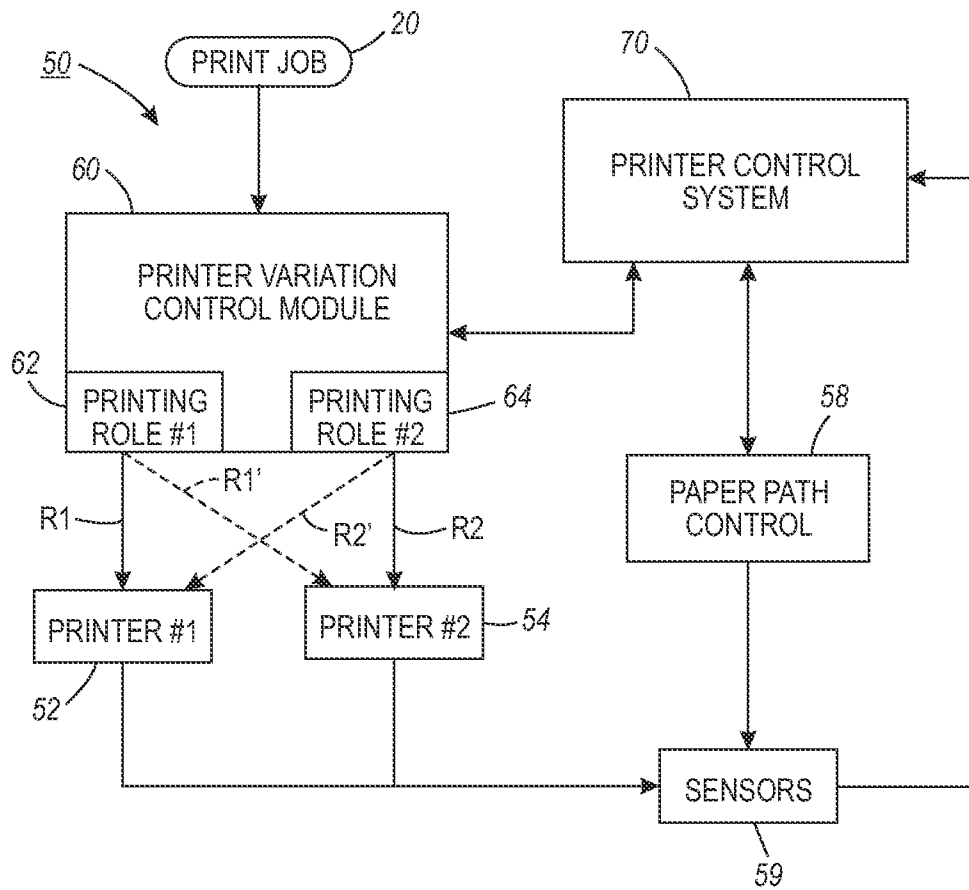 20
50
PRINT JOB
70
60
PRINTER CONTROL
SYSTEM
PRINTER VARIATION
CONTROL MODULE
62
PRINTING
ROLE #1
PRINTING
ROLE #2
64
58
R1'
R1
R2'
R2
PAPER PATH
CONTROL
PRINTER #1
PRINTER #2
54
52
SENSORS
59